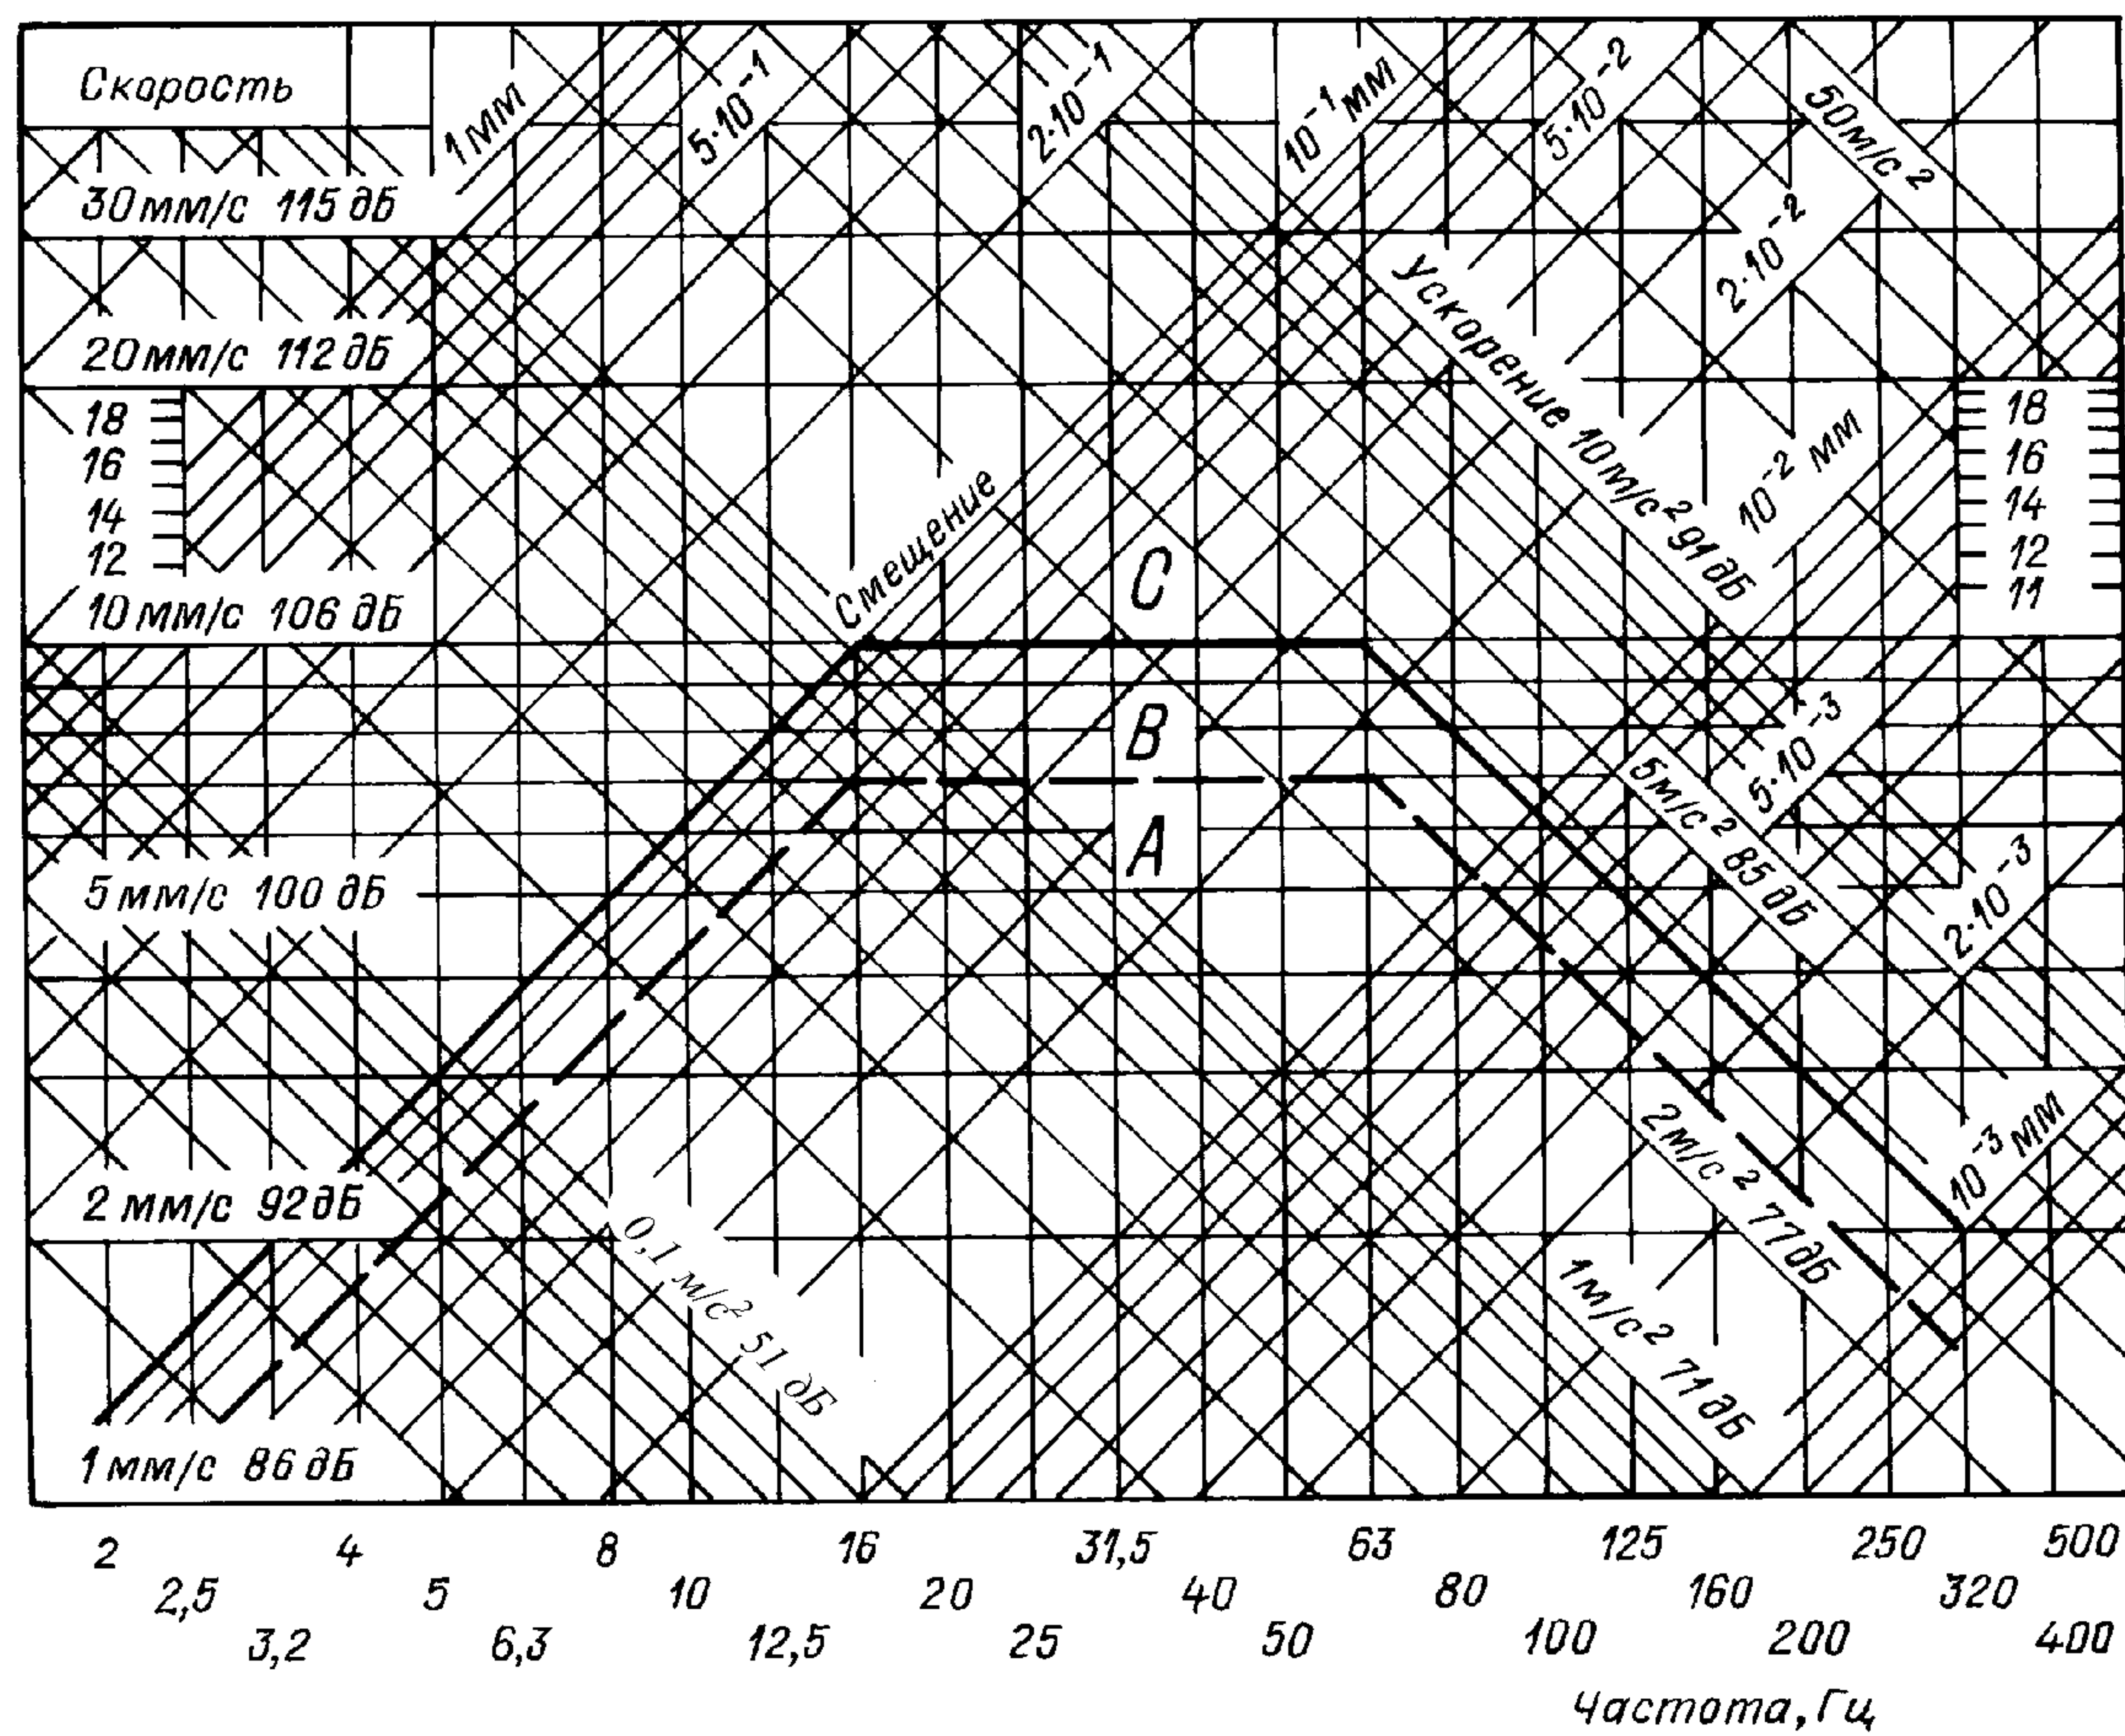 Скорость
30 мм/с 115 дБ
20 мм/с 112 дБ
18
16
14
12
10 мм/с 106 дБ
5 мм/с 100 дБ
2 мм/с 92 дБ
1 мм/с 86 дБ
1 мм
5·10⁻¹
2·10⁻¹
10⁻¹ мм
5·10⁻²
50 м/с²
2·10⁻²
Ускорение 10 м/с² 91 дБ
10⁻² мм
18
16
14
12
11
Смещение
C
B
A
5·10⁻³
5 м/с² 85 дБ
2·10⁻³
10⁻³ мм
2 м/с² 77 дБ
1 м/с² 71 дБ
0,1 м/с² 51 дБ
2 4 8 16 31,5 63 125 250 500
2,5 5 10 20 40 80 160 320
3,2 6,3 12,5 25 50 100 200 400
Частота, Гц